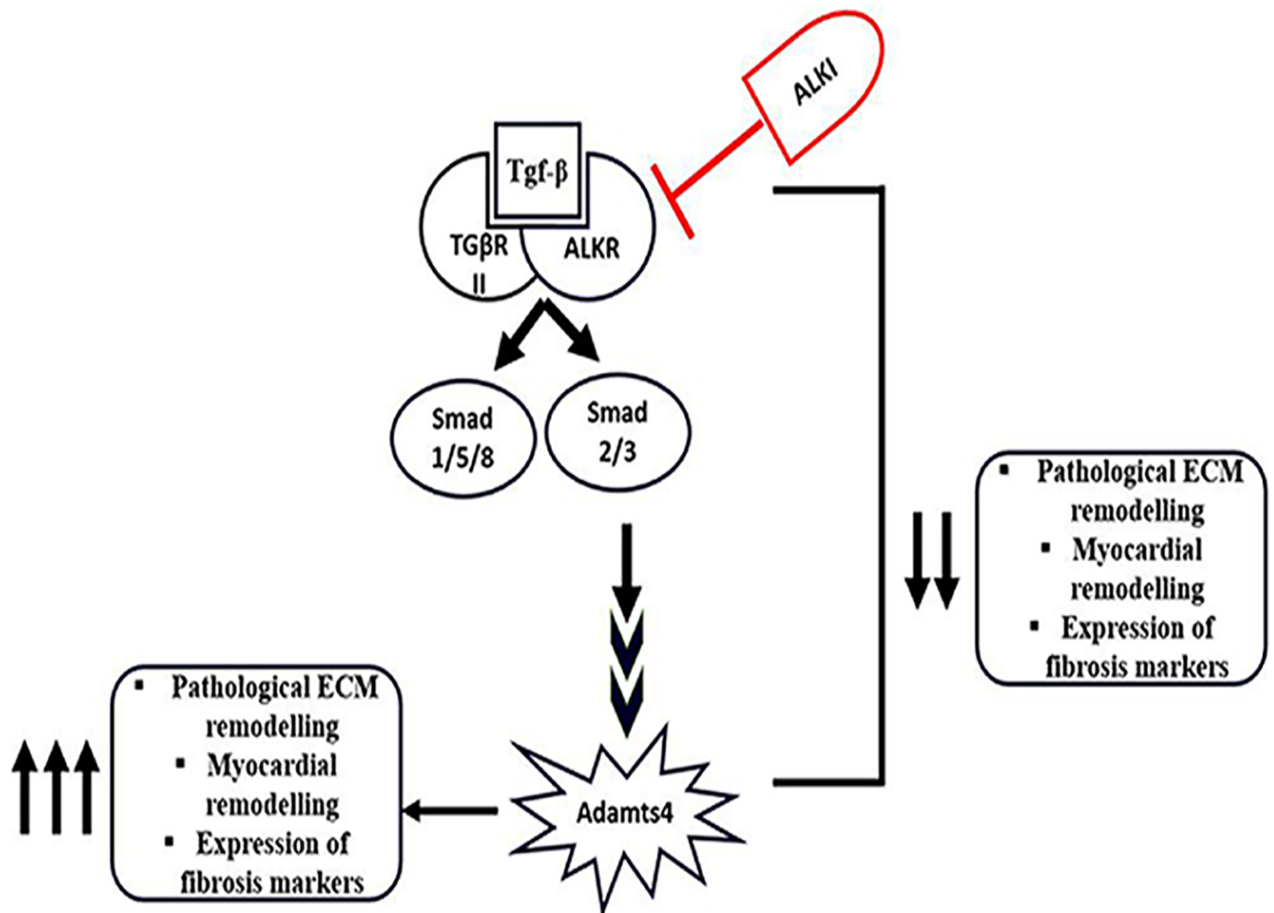 ALKI
Tgf-β
TGβR
II
ALKR
Smad
1/5/8
Smad
2/3
▪ Pathological ECM
remodelling
▪ Myocardial
remodelling
▪ Expression of
fibrosis markers
▪ Pathological ECM
remodelling
▪ Myocardial
remodelling
▪ Expression of
fibrosis markers
Adamts4